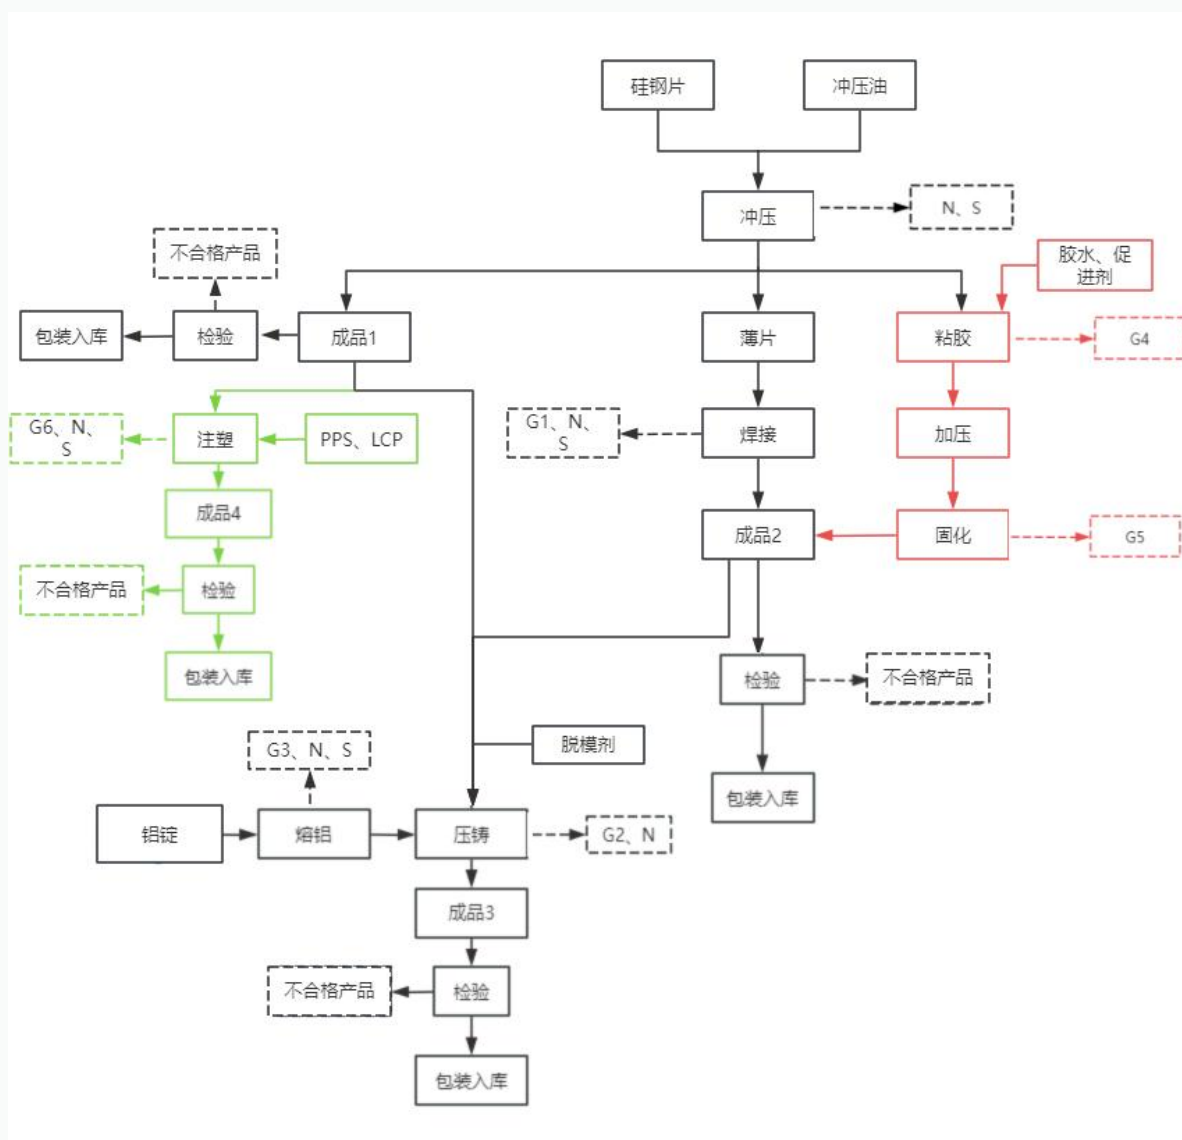 硅钢片
冲压油
冲压
N、S
不合格产品
胶水、促
进剂
包装入库
检验
成品1
薄片
粘胶
G4
G6、N、
S
注塑
PPS、LCP
G1、N、
S
焊接
加压
成品4
成品2
固化
G5
不合格产品
检验
包装入库
检验
不合格产品
G3、N、S
脱模剂
包装入库
铝锭
熔铝
压铸
G2、N
成品3
不合格产品
检验
包装入库